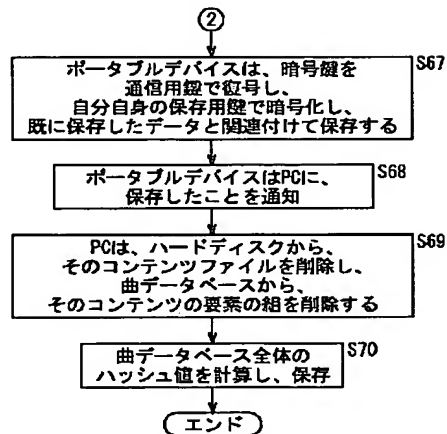 ②
ポータブルデバイスは、暗号鍵を
通信用鍵で復号し、
自分自身の保存用鍵で暗号化し、
既に保存したデータと関連付けて保存する
S67
ポータブルデバイスはPCに、
保存したことを通知
S68
PCは、ハードディスクから、
そのコンテンツファイルを削除し、
曲データベースから、
そのコンテンツの要素の組を削除する
S69
曲データベース全体の
ハッシュ値を計算し、保存
S70
エンド